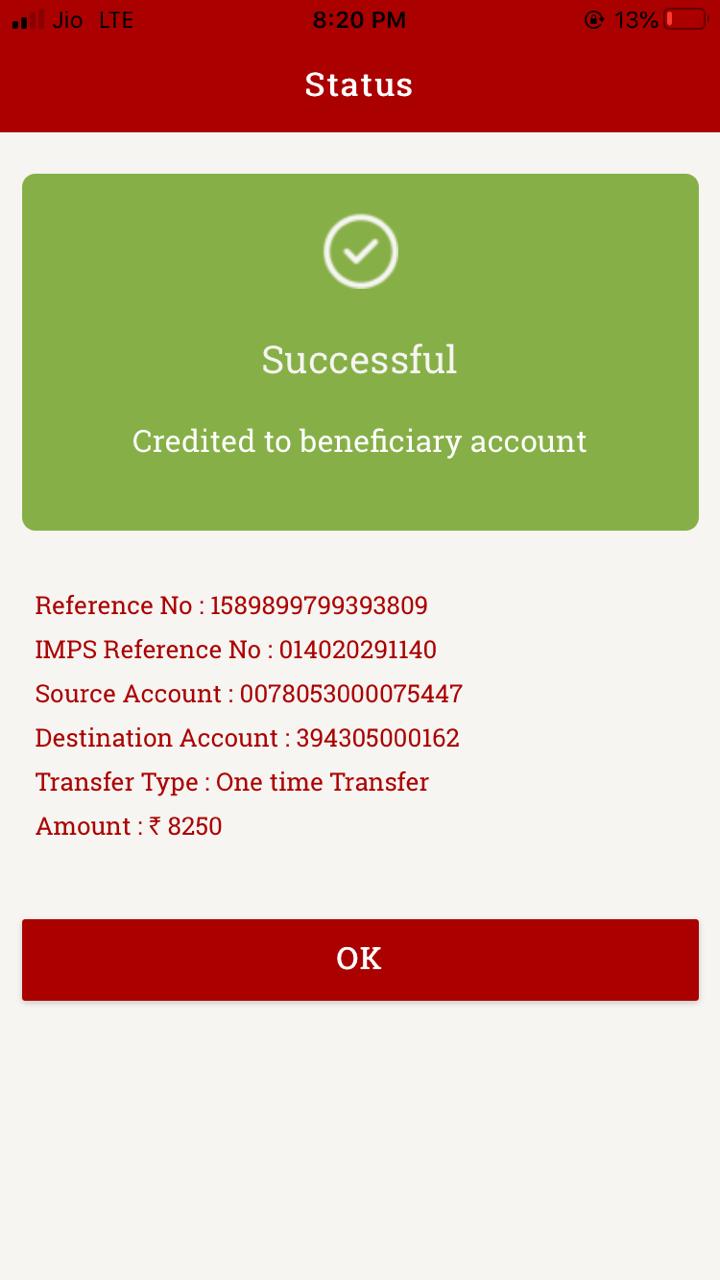 Jio LTE 8:20 PM 13%
Status
Successful
Credited to beneficiary account
Reference No : 1589899799393809
IMPS Reference No : 014020291140
Source Account : 0078053000075447
Destination Account : 394305000162
Transfer Type : One time Transfer
Amount : ₹ 8250
OK